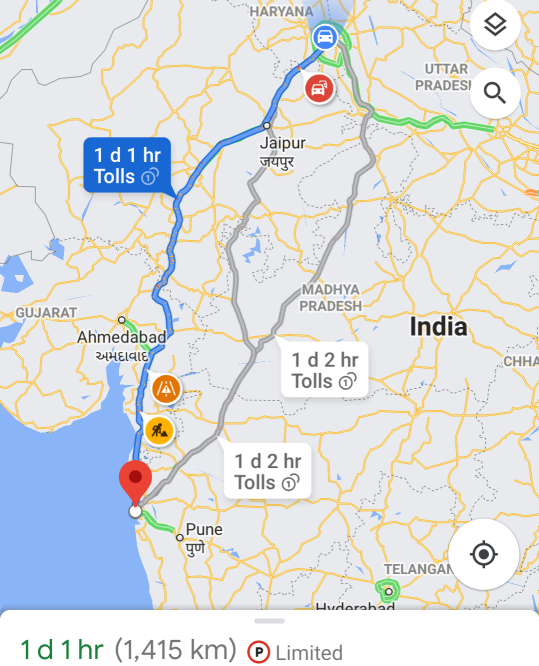 HARYANA
UTTAR
PRADESH
Jaipur
जयपुर
1 d 1 hr
Tolls
MADHYA
PRADESH
GUJARAT
India
Ahmedabad
અમદાવાદ
1 d 2 hr
Tolls
CHHA
1 d 2 hr
Tolls
Pune
पुणे
TELANGAN
Hyderabad
1 d 1 hr (1,415 km) P Limited